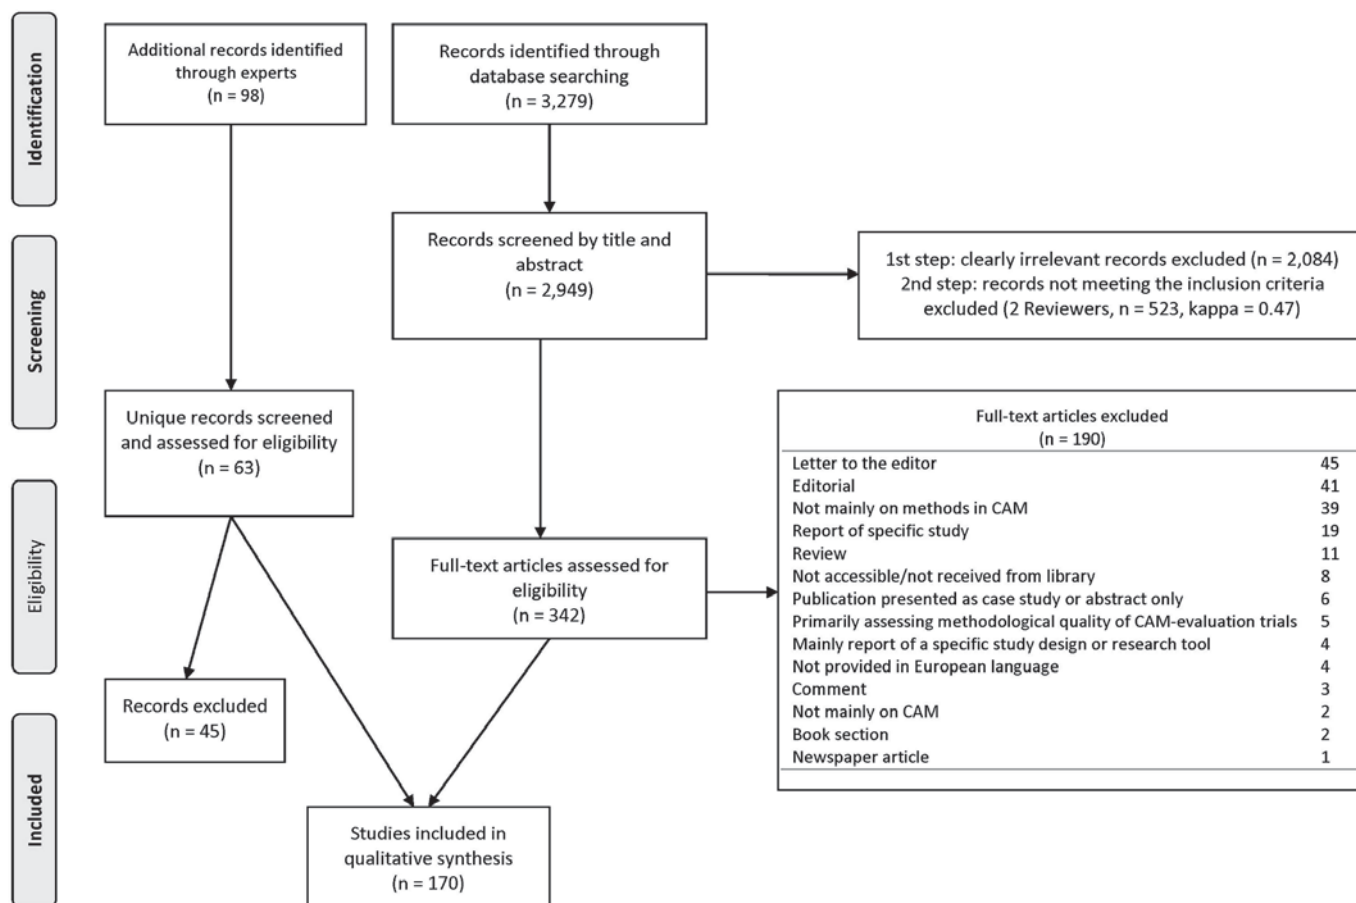 Identification
Additional records identified
through experts
(n = 98)
Records identified through
database searching
(n = 3,279)
Screening
Records screened by title and
abstract
(n = 2,949)
1st step: clearly irrelevant records excluded (n = 2,084)
2nd step: records not meeting the inclusion criteria
excluded (2 Reviewers, n = 523, kappa = 0.47)
Unique records screened
and assessed for eligibility
(n = 63)
Eligibility
Full-text articles assessed for
eligibility
(n = 342)
Full-text articles excluded
(n = 190)
Letter to the editor 45
Editorial 41
Not mainly on methods in CAM 39
Report of specific study 19
Review 11
Not accessible/not received from library 8
Publication presented as case study or abstract only 6
Primarily assessing methodological quality of CAM-evaluation trials 5
Mainly report of a specific study design or research tool 4
Not provided in European language 4
Comment 3
Not mainly on CAM 2
Book section 2
Newspaper article 1
Records excluded
(n = 45)
Included
Studies included in
qualitative synthesis
(n = 170)